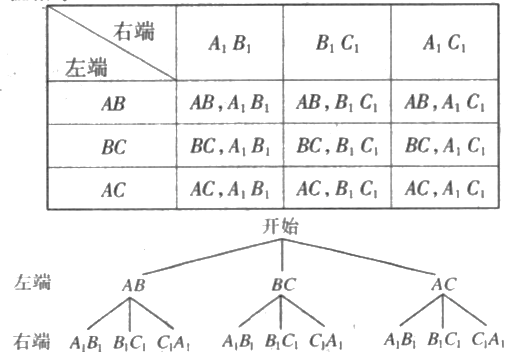 右端 A₁B₁ B₁C₁ A₁C₁
左端
AB AB,A₁B₁ AB,B₁C₁ AB,A₁C₁
BC BC,A₁B₁ BC,B₁C₁ BC,A₁C₁
AC AC,A₁B₁ AC,B₁C₁ AC,A₁C₁
开始
左端 AB BC AC
右端 A₁B₁ B₁C₁ C₁A₁ A₁B₁ B₁C₁ C₁A₁ A₁B₁ B₁C₁ C₁A₁